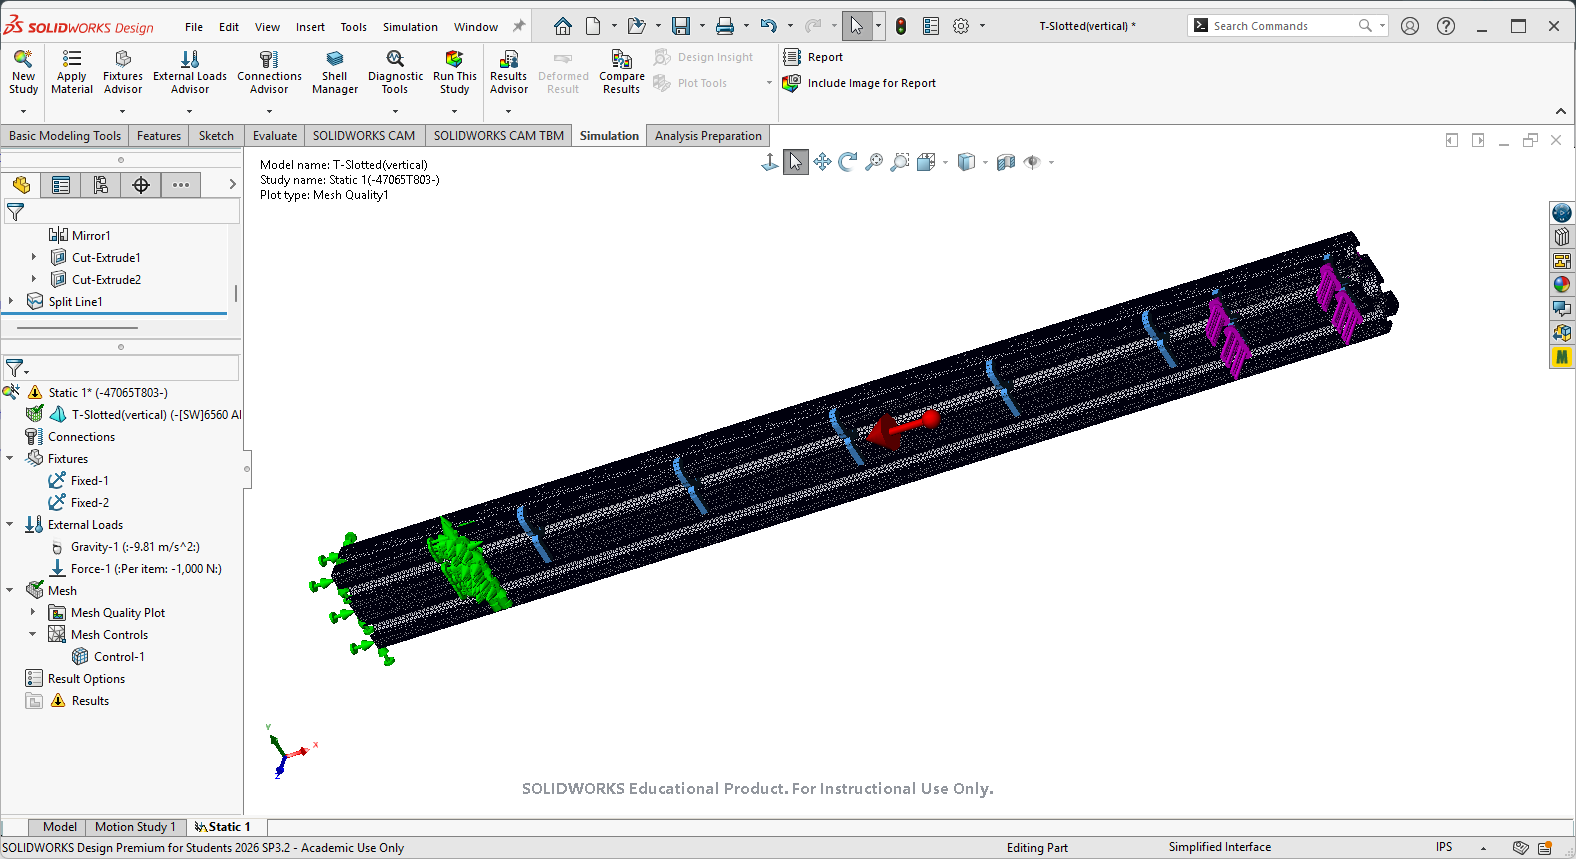 SOLIDWORKS Design
File Edit View Insert Tools Simulation Window
T-Slotted(vertical) *
Search Commands
New Study
Apply Material
Fixtures Advisor
External Loads Advisor
Connections Advisor
Shell Manager
Diagnostic Tools
Run This Study
Results Advisor
Deformed Result
Compare Results
Design Insight
Plot Tools
Report
Include Image for Report
Basic Modeling Tools Features Sketch Evaluate SOLIDWORKS CAM SOLIDWORKS CAM TBM Simulation Analysis Preparation
Model name: T-Slotted(vertical)
Study name: Static 1(-47065T803-)
Plot type: Mesh Quality1
Mirror1
Cut-Extrude1
Cut-Extrude2
Split Line1
Static 1* (-47065T803-)
T-Slotted(vertical) (-[SW]6560 Al
Connections
Fixtures
Fixed-1
Fixed-2
External Loads
Gravity-1 (:-9.81 m/s^2:)
Force-1 (:Per item: -1,000 N:)
Mesh
Mesh Quality Plot
Mesh Controls
Control-1
Result Options
Results
Y
X
Z
M
SOLIDWORKS Educational Product. For Instructional Use Only.
Model Motion Study 1 Static 1
SOLIDWORKS Design Premium for Students 2026 SP3.2 - Academic Use Only
Editing Part
Simplified Interface
IPS